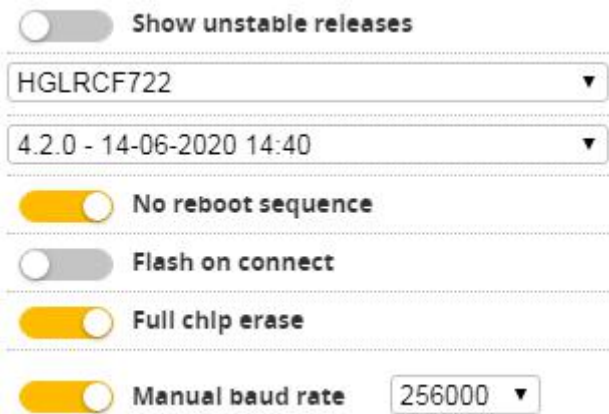 Show unstable releases
HGLRCF722
4.2.0 - 14-06-2020 14:40
No reboot sequence
Flash on connect
Full chip erase
Manual baud rate 256000